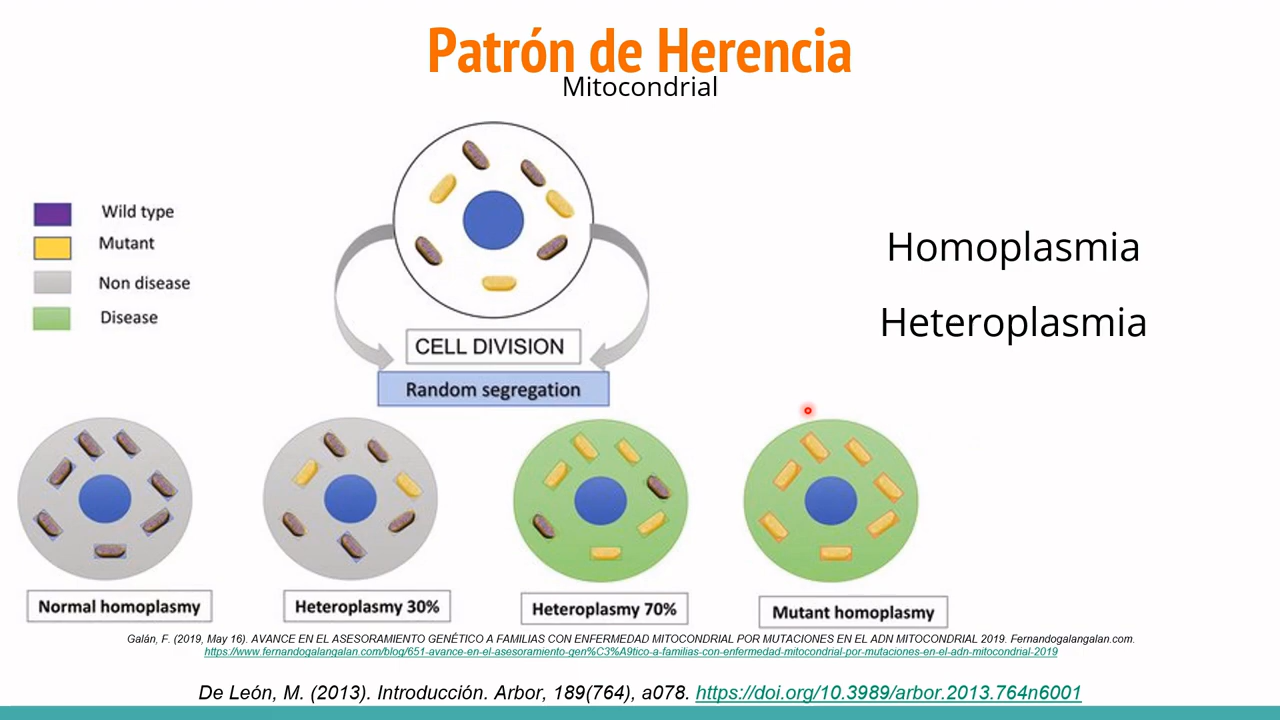 Patrón de Herencia
Mitocondrial
Wild type
Mutant
Non disease
Disease
CELL DIVISION
Random segregation
Homoplasmia
Heteroplasmia
Normal homoplasmy
Heteroplasmy 30%
Heteroplasmy 70%
Mutant homoplasmy
Galán, F. (2019, May 16). AVANCE EN EL ASESORAMIENTO GENÉTICO A FAMILIAS CON ENFERMEDAD MITOCONDRIAL POR MUTACIONES EN EL ADN MITOCONDRIAL 2019. Fernandogalangalan.com.
https://www.fernandogalangalan.com/blog/651-avance-en-el-asesoramiento-gen%C3%A9tico-a-familias-con-enfermedad-mitocondrial-por-mutaciones-en-el-adn-mitocondrial-2019
De León, M. (2013). Introducción. Arbor, 189(764), a078. https://doi.org/10.3989/arbor.2013.764n6001